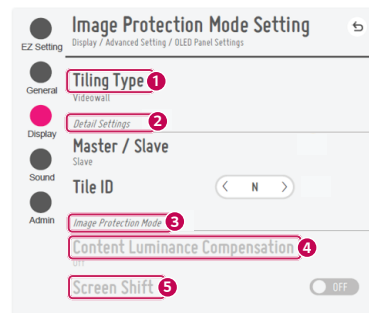 Image Protection Mode Setting
Display / Advanced Setting / OLED Panel Settings
EZ Setting
General
Display
Sound
Admin
Tiling Type 1
Videowall
Detail Settings 2
Master / Slave
Slave
Tile ID
< N >
Image Protection Mode 3
Content Luminance Compensation 4
Off
Screen Shift 5
OFF